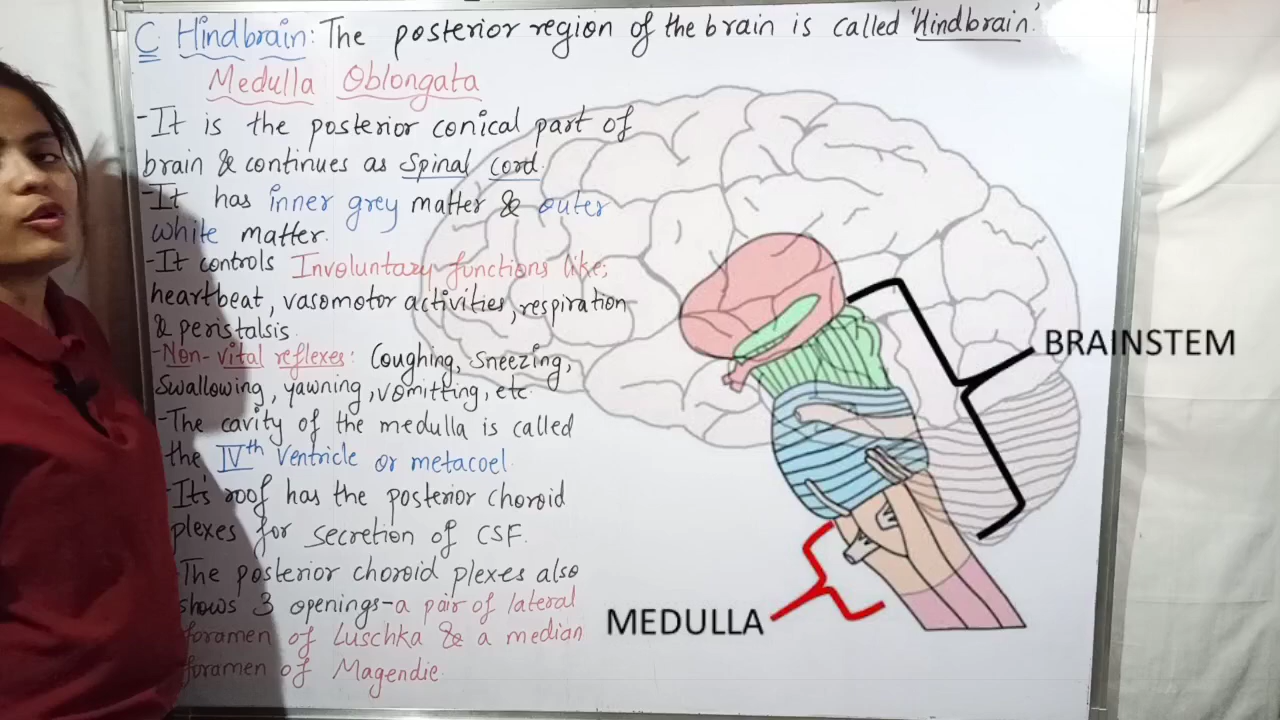 C Hindbrain: The posterior region of the brain is called 'Hindbrain'.
Medulla Oblongata
-It is the posterior conical part of
brain & continues as spinal cord.
-It has inner grey matter & outer
white matter.
-It controls Involuntary functions like;
heartbeat, vasomotor activities, respiration
& peristalsis.
-Non-vital reflexes: Coughing, sneezing,
swallowing, yawning, vomitting, etc.
-The cavity of the medulla is called
the IVth Ventricle or metacoel.
-It's roof has the posterior choroid
plexes for secretion of CSF.
The posterior choroid plexes also
shows 3 openings-a pair of lateral
foramen of Luschka & a median
foramen of Magendie.
BRAINSTEM
MEDULLA